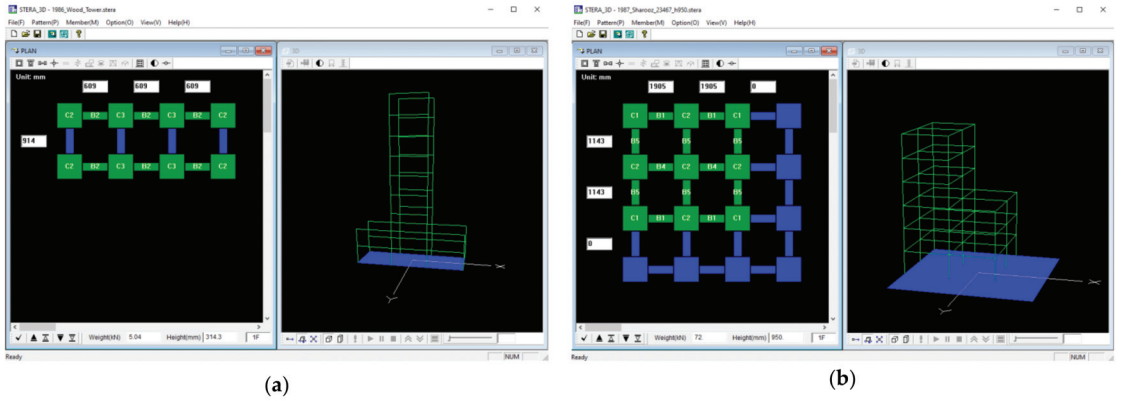 STERA_3D - 1986_Wood_Tower.stera
File(F) Pattern(P) Member(M) Option(O) View(V) Help(H)
PLAN
3D
Unit: mm
609 609 609
C2 B2 C3 B2 C3 B2 C2
914
C2 B2 C3 B2 C3 B2 C2
X
Y
Weight(kN) 5.04 Height(mm) 314.3 1F
Ready NUM
(a)
STERA_3D - 1987_Sharooz_23467_h950.stera
File(F) Pattern(P) Member(M) Option(O) View(V) Help(H)
PLAN
3D
Unit: mm
1905 1905 0
C1 B1 C2 B1 C1
1143 B5 B5 B5
C2 B4 C2 B4 C2
1143 B5 B5 B5
C1 B1 C2 B1 C1
0
X
Y
Weight(kN) 72. Height(mm) 950 1F
Ready NUM
(b)